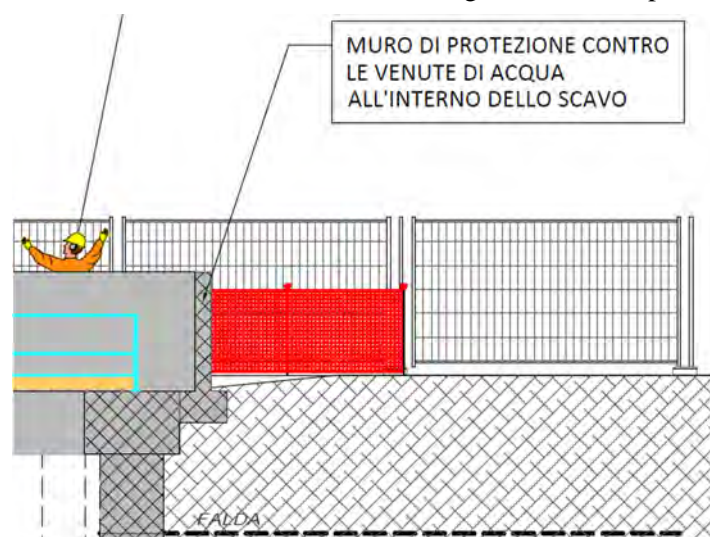 MURO DI PROTEZIONE CONTRO
LE VENUTE DI ACQUA
ALL'INTERNO DELLO SCAVO
FALDA